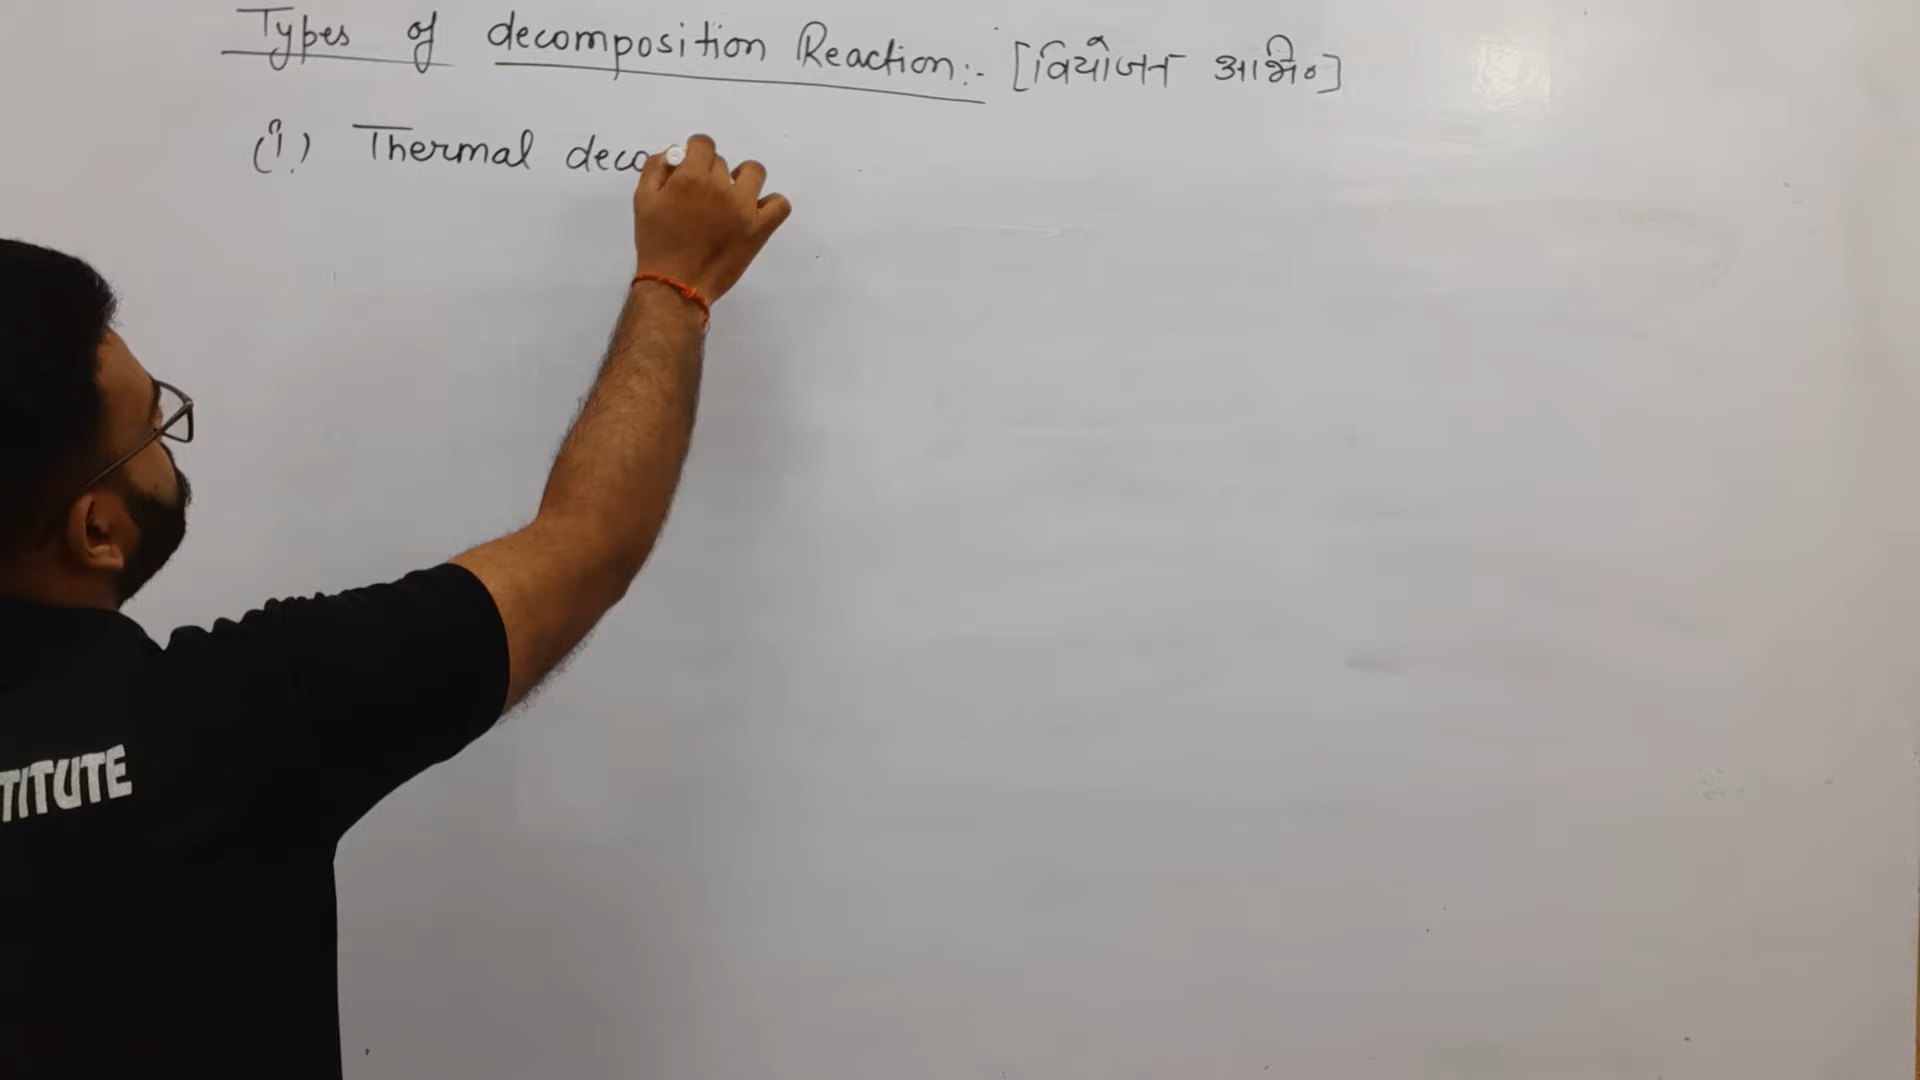 Types of decomposition Reaction:- [वियोजन अभि०]
(i) Thermal deco
TITUTE